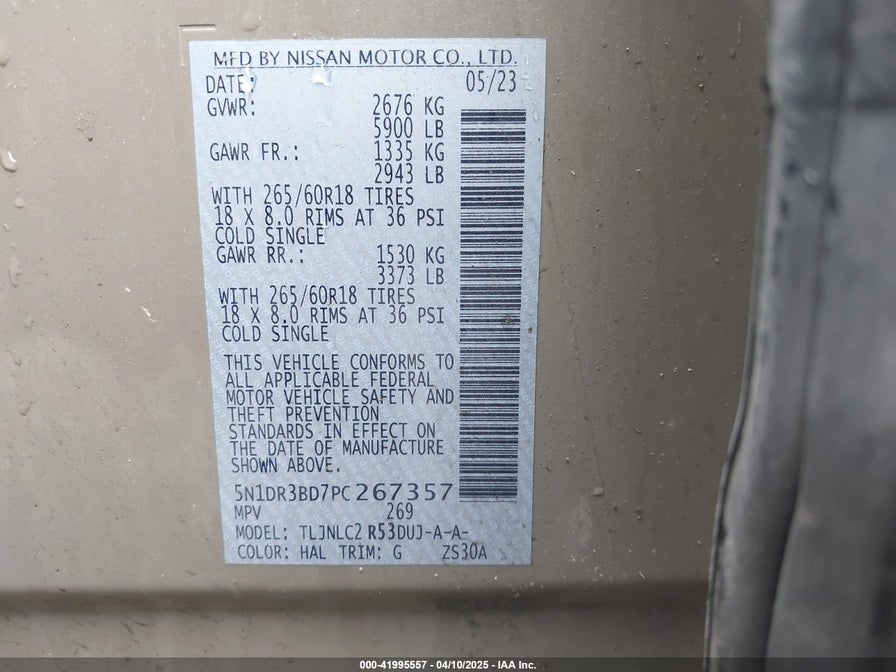 MFD BY NISSAN MOTOR CO., LTD.
DATE: 05/23
GVWR: 2676 KG
5900 LB
GAWR FR.: 1335 KG
2943 LB
WITH 265/60R18 TIRES
18 X 8.0 RIMS AT 36 PSI
COLD SINGLE
GAWR RR.: 1530 KG
3373 LB
WITH 265/60R18 TIRES
18 X 8.0 RIMS AT 36 PSI
COLD SINGLE
THIS VEHICLE CONFORMS TO
ALL APPLICABLE FEDERAL
MOTOR VEHICLE SAFETY AND
THEFT PREVENTION
STANDARDS IN EFFECT ON
THE DATE OF MANUFACTURE
SHOWN ABOVE.
5N1DR3BD7PC267357
MPV 269
MODEL: TLJNLC2 R53DUJ-A-A-
COLOR: HAL TRIM: G ZS30A
000-41995557 - 04/10/2025 - IAA Inc.